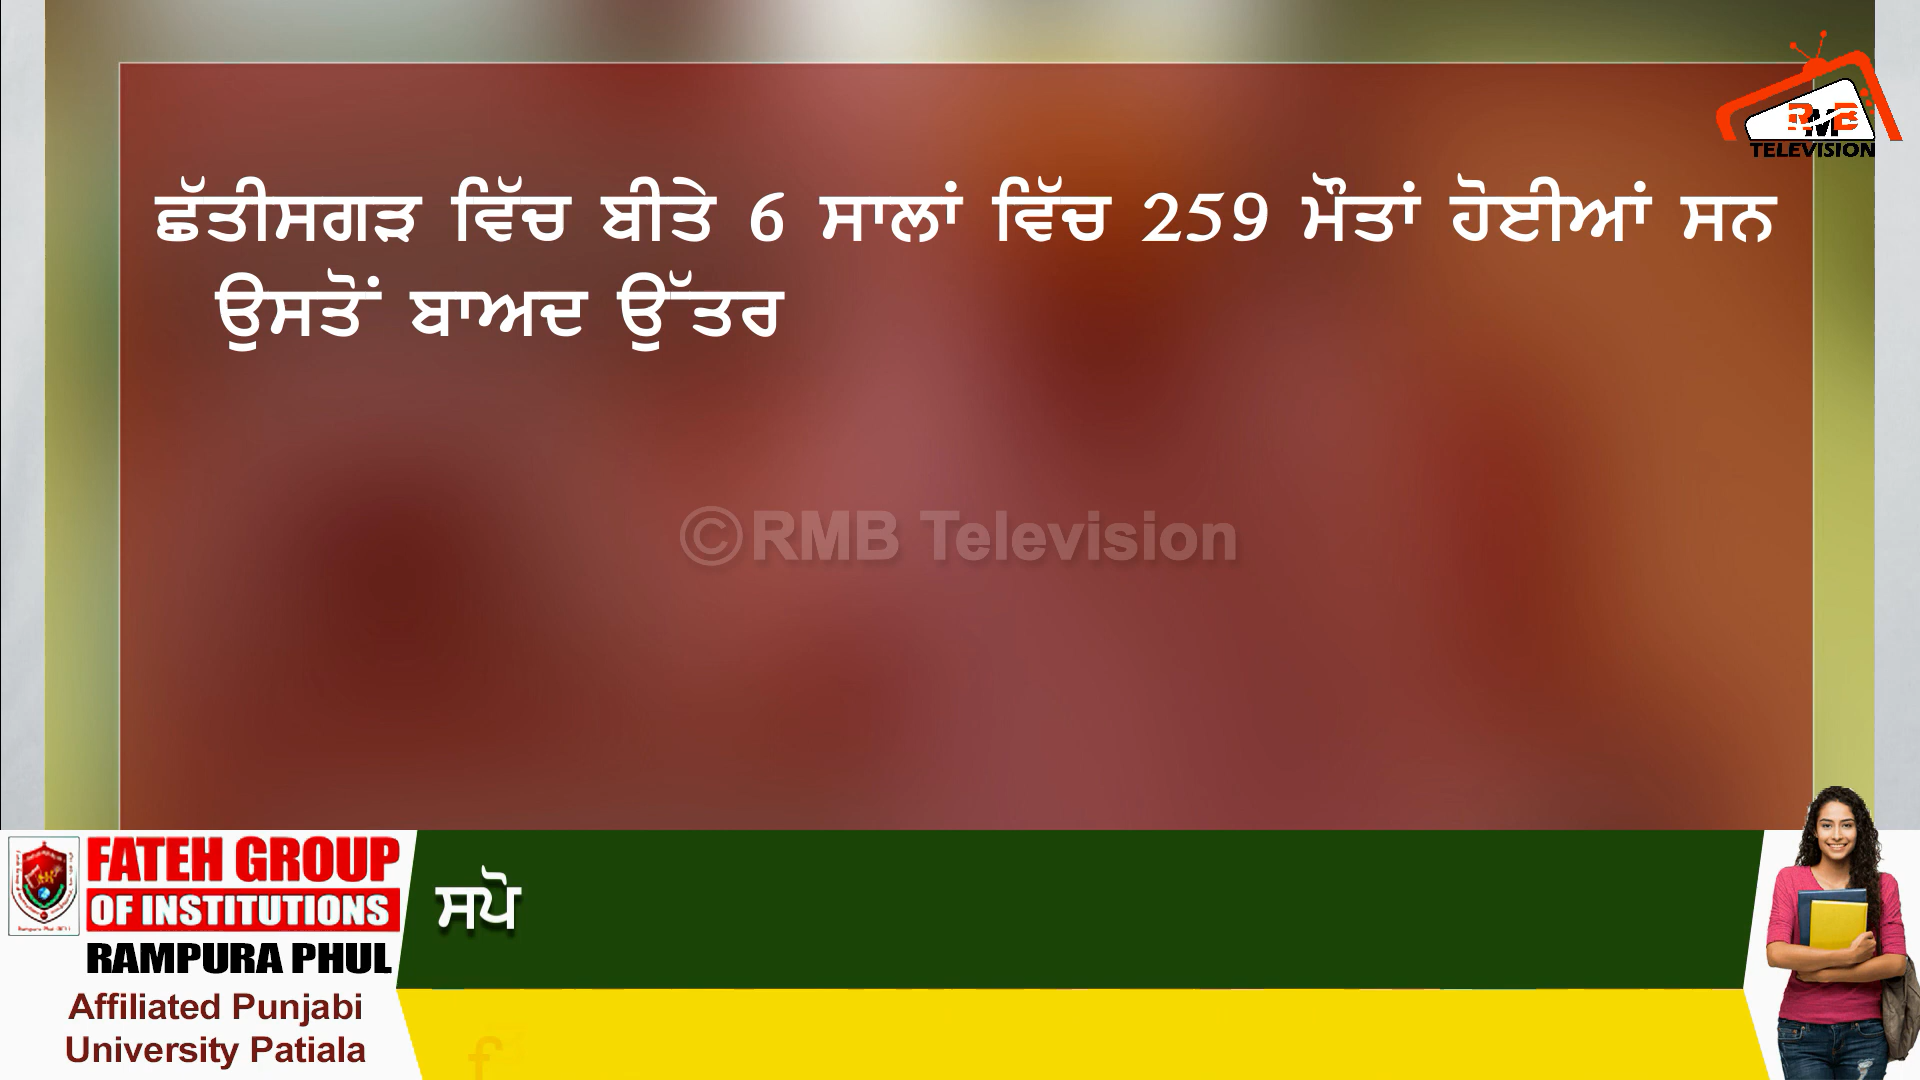 RMB
TELEVISION
ਛੱਤੀਸਗੜ ਵਿੱਚ ਬੀਤੇ 6 ਸਾਲਾਂ ਵਿੱਚ 259 ਮੌਤਾਂ ਹੋਈਆਂ ਸਨ
ਉਸਤੋਂ ਬਾਅਦ ਉੱਤਰ
©RMB Television
FATEH GROUP
OF INSTITUTIONS
RAMPURA PHUL
Affiliated Punjabi
University Patiala
ਸਪੋ